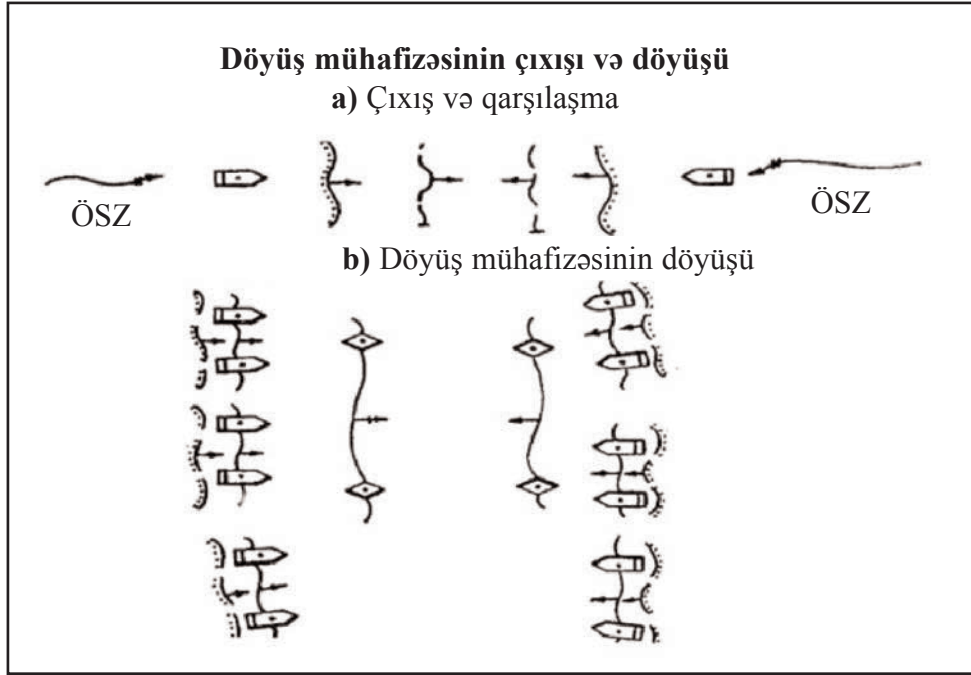 Döyüş mühafizəsinin çıxışı və döyüşü
a) Çıxış və qarşılaşma
ÖSZ
ÖSZ
b) Döyüş mühafizəsinin döyüşü